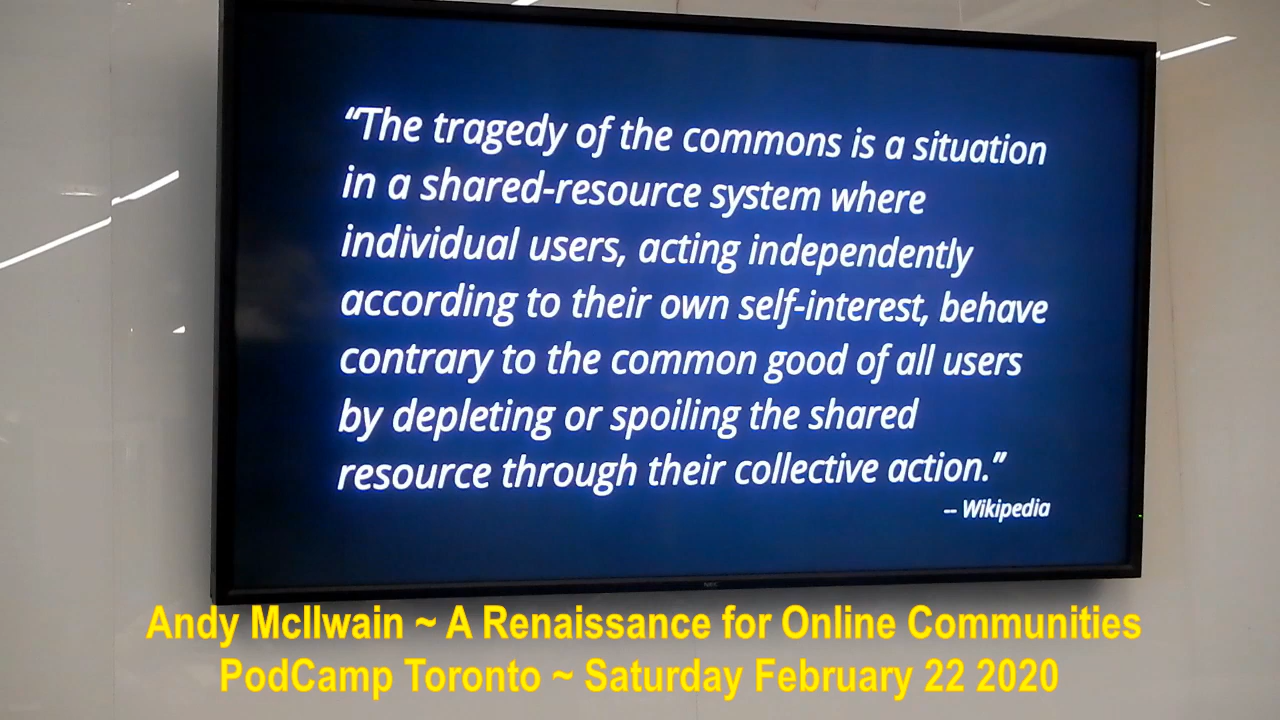 “The tragedy of the commons is a situation
in a shared-resource system where
individual users, acting independently
according to their own self-interest, behave
contrary to the common good of all users
by depleting or spoiling the shared
resource through their collective action.”
-- Wikipedia
NEC
Andy McIlwain ~ A Renaissance for Online Communities
PodCamp Toronto ~ Saturday February 22 2020